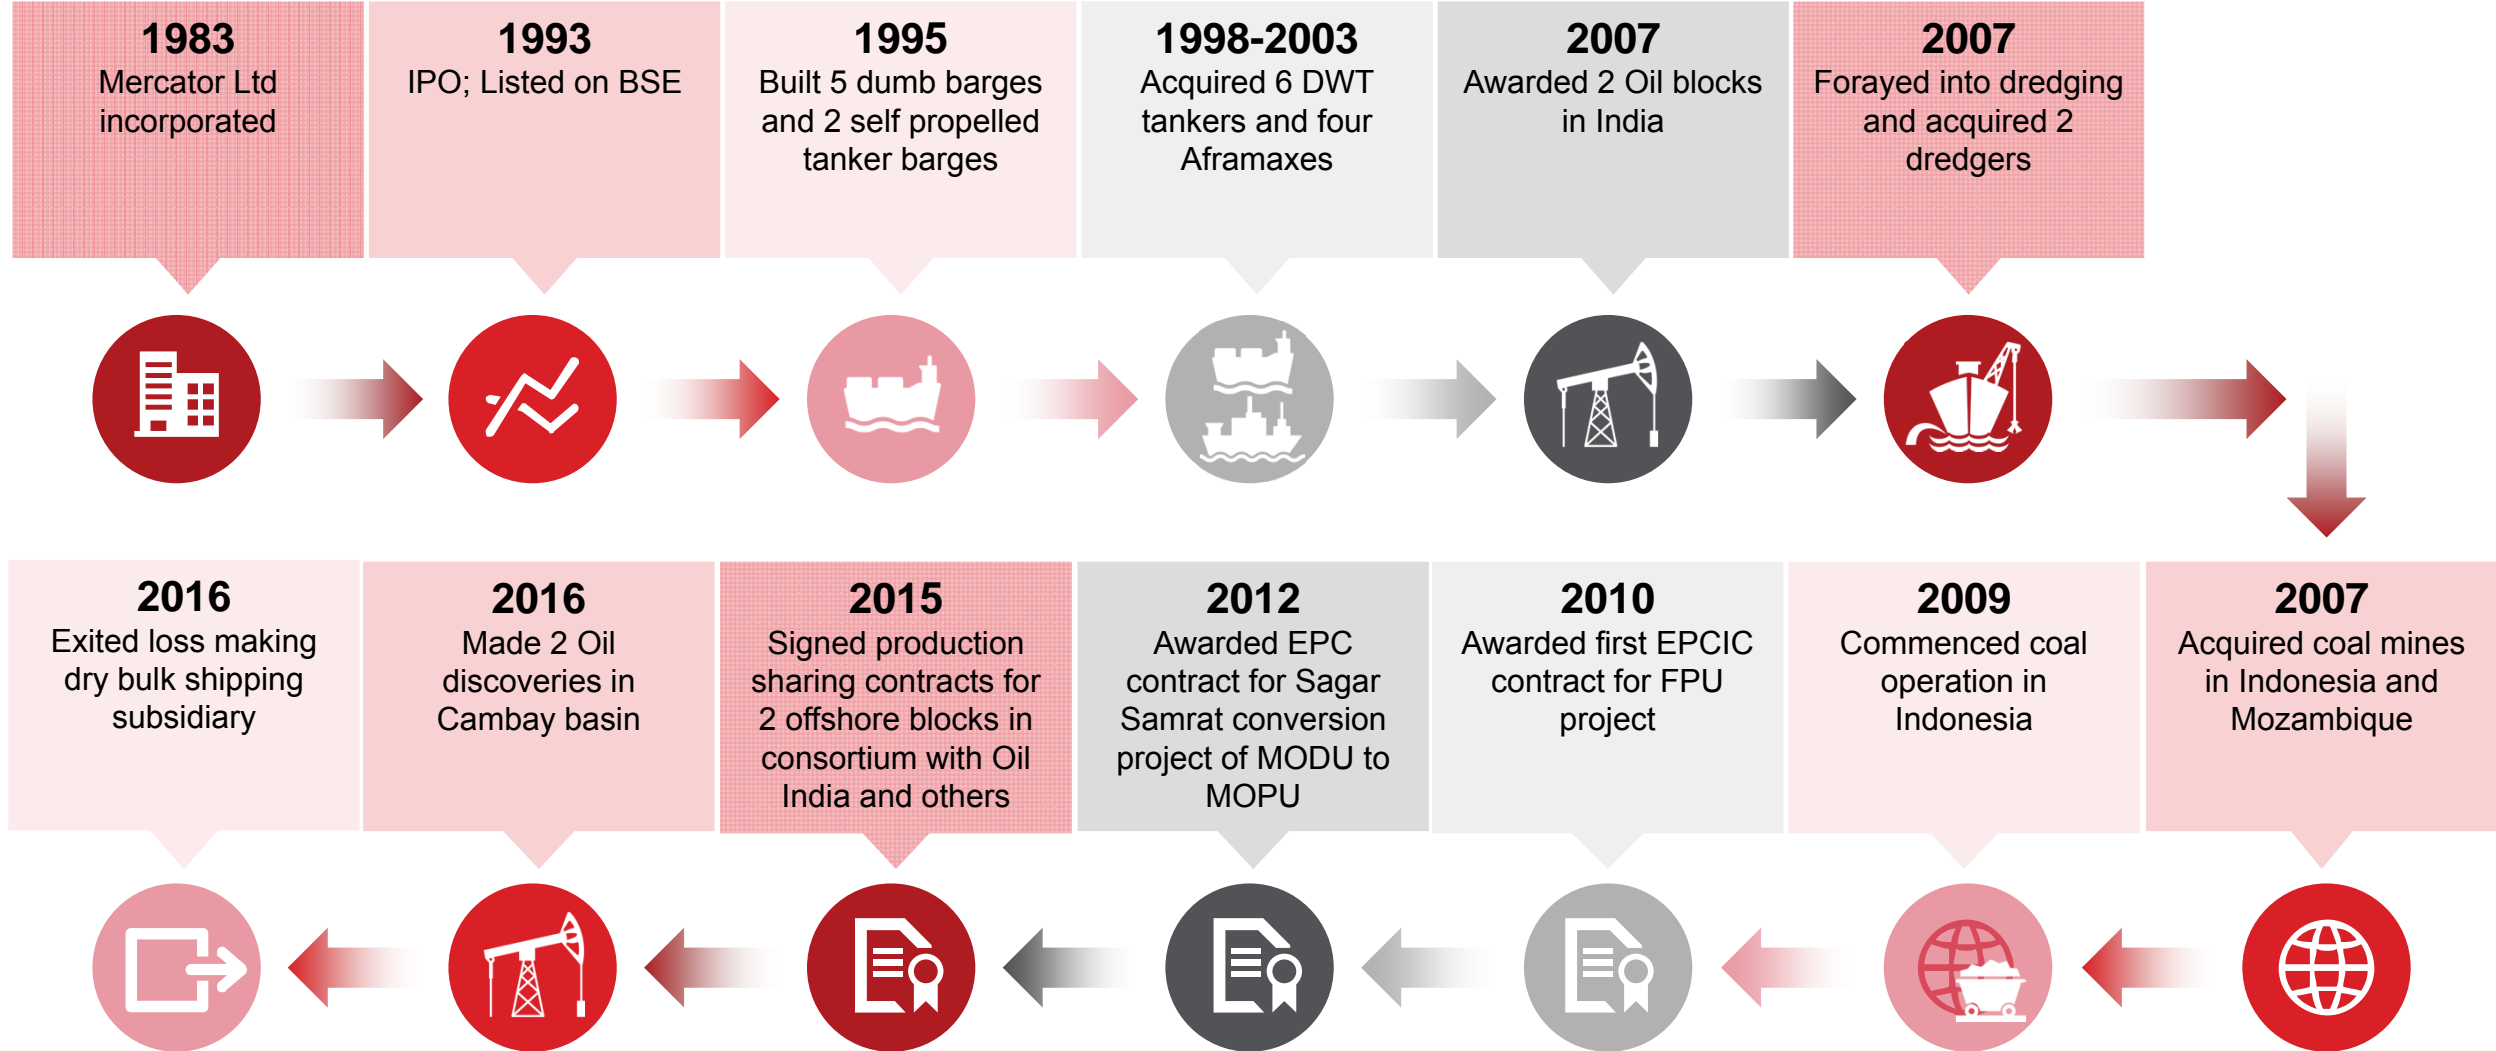 1983
Mercator Ltd
incorporated
1993
IPO; Listed on BSE
1995
Built 5 dumb barges
and 2 self propelled
tanker barges
1998-2003
Acquired 6 DWT
tankers and four
Aframaxes
2007
Awarded 2 Oil blocks
in India
2007
Forayed into dredging
and acquired 2
dredgers
2007
Acquired coal mines
in Indonesia and
Mozambique
2009
Commenced coal
operation in
Indonesia
2010
Awarded first EPCIC
contract for FPU
project
2012
Awarded EPC
contract for Sagar
Samrat conversion
project of MODU to
MOPU
2015
Signed production
sharing contracts for
2 offshore blocks in
consortium with Oil
India and others
2016
Made 2 Oil
discoveries in
Cambay basin
2016
Exited loss making
dry bulk shipping
subsidiary